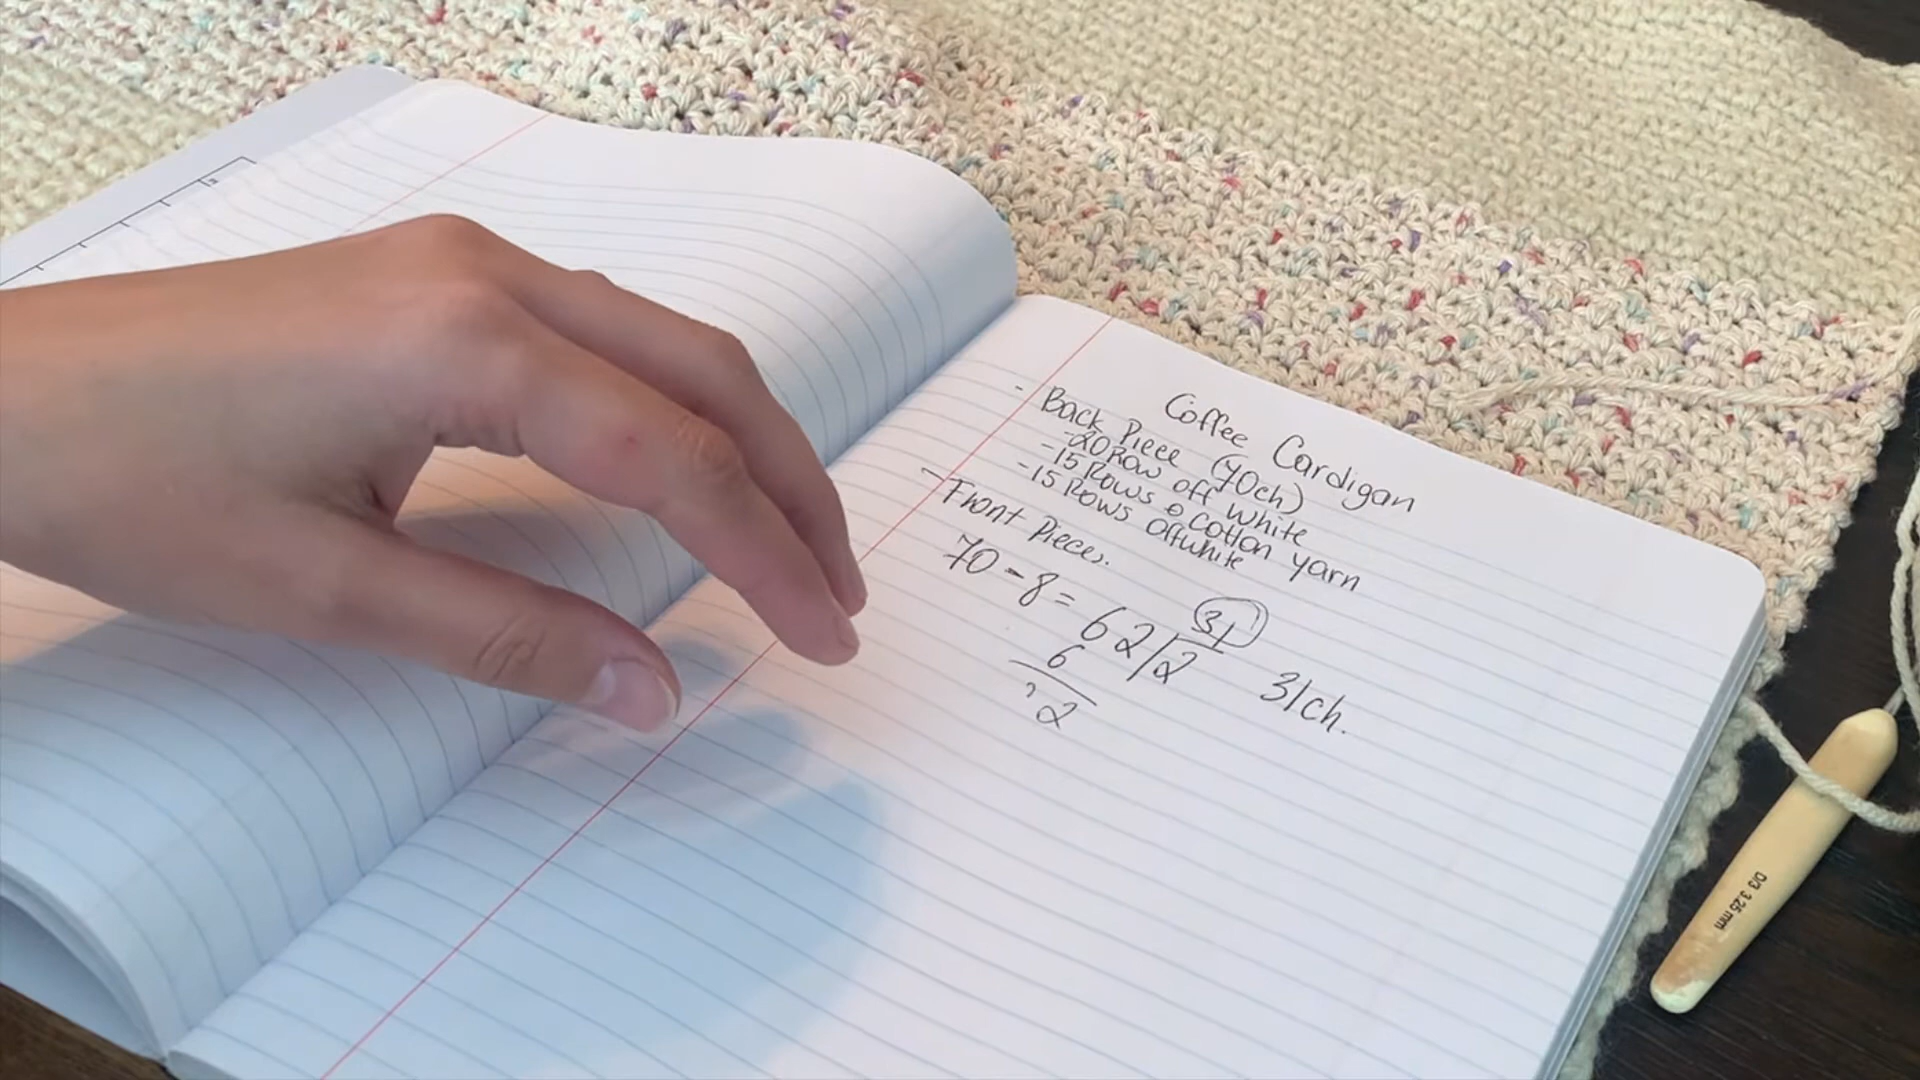 Coffee Cardigan
- Back Piece (70ch)
-20 Row off white
-15 Rows Cotton yarn
-15 Rows Offwhite
- Front Pieces.
70 - 8 = 62 2 31 31ch.
6
2
D/3 3.25 mm